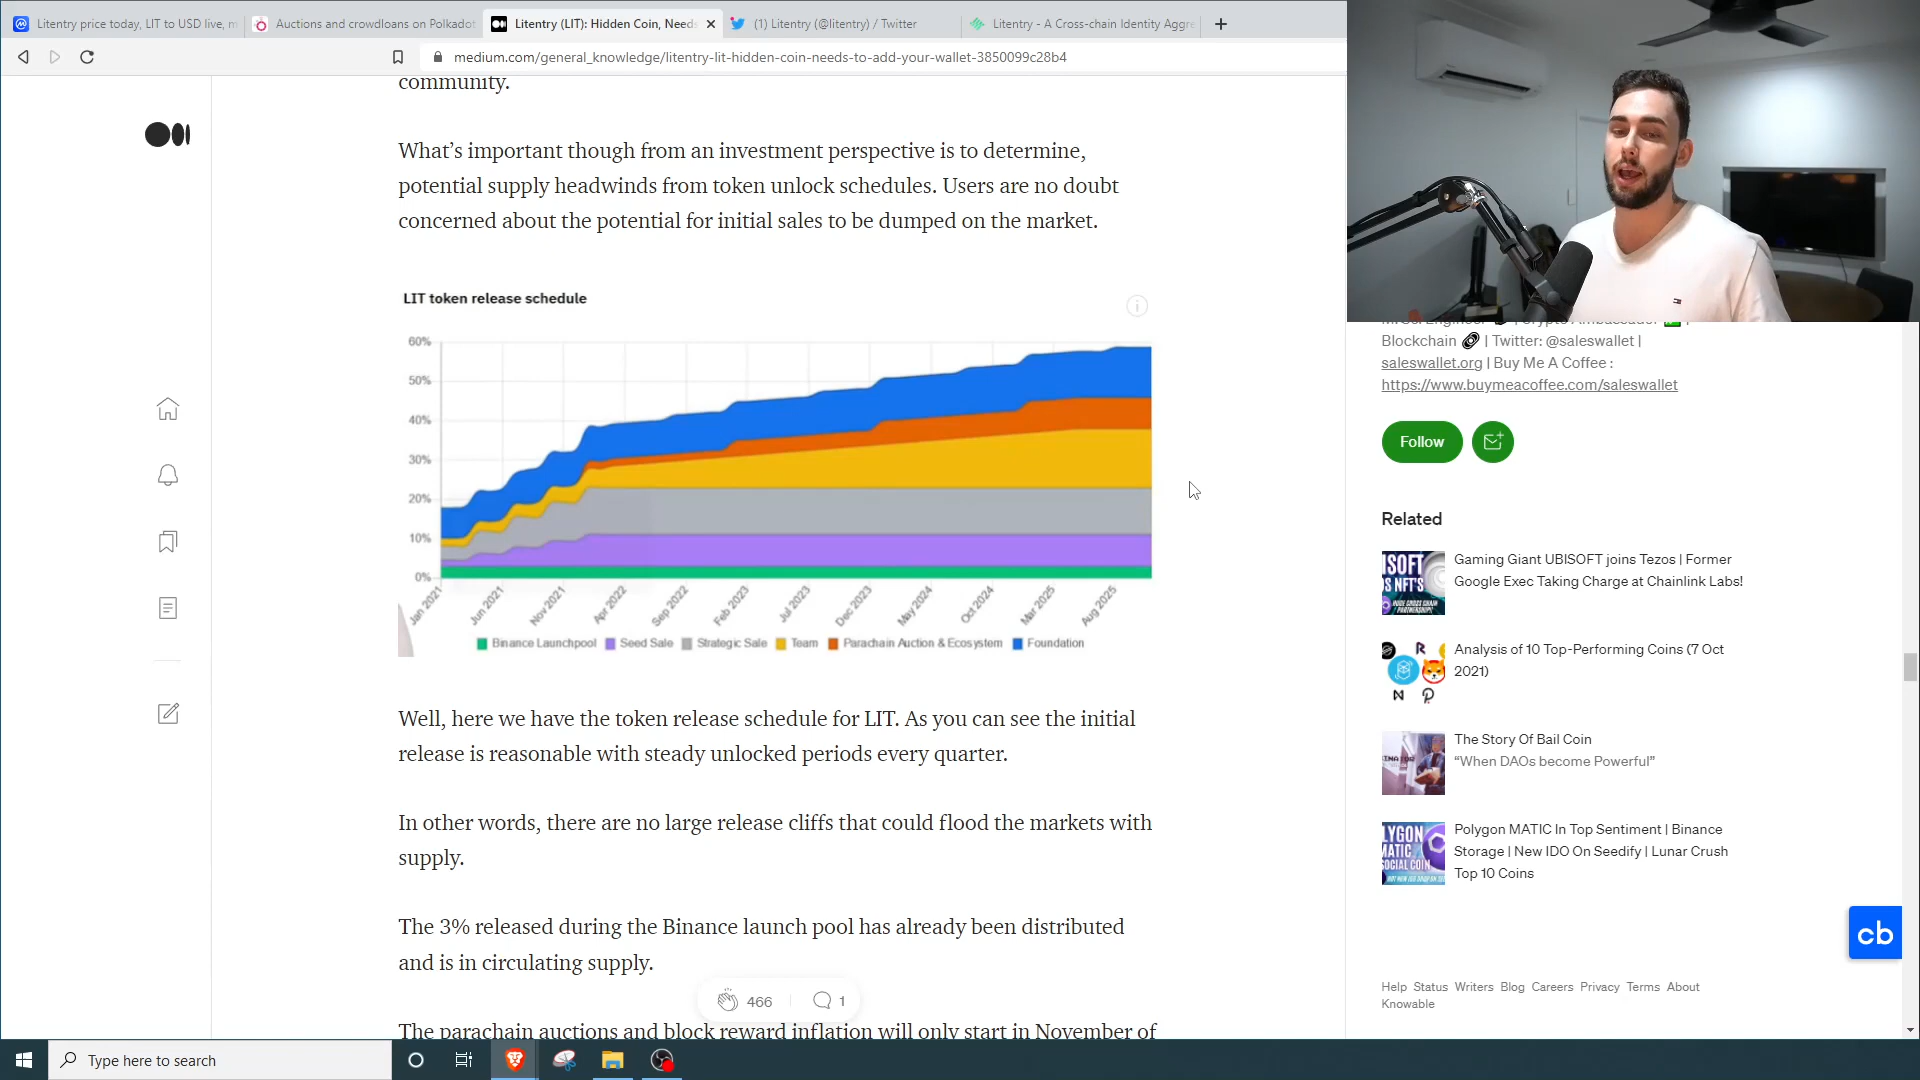 Litentry price today, LIT to USD live, m
Auctions and crowdloans on Polkadot
Litentry (LIT): Hidden Coin, Needs
(1) Litentry (@litentry) / Twitter
Litentry - A Cross-chain Identity Aggre
medium.com/general_knowledge/litentry-lit-hidden-coin-needs-to-add-your-wallet-3850099c28b4
community.
What's important though from an investment perspective is to determine,
potential supply headwinds from token unlock schedules. Users are no doubt
concerned about the potential for initial sales to be dumped on the market.
LIT token release schedule
60%
50%
40%
30%
20%
10%
0%
Jan 2021
Jun 2021
Nov 2021
Apr 2022
Sep 2022
Feb 2023
Jul 2023
Dec 2023
May 2024
Oct 2024
Mar 2025
Aug 2025
Binance Launchpool
Seed Sale
Strategic Sale
Team
Parachain Auction & Ecosystem
Foundation
Well, here we have the token release schedule for LIT. As you can see the initial
release is reasonable with steady unlocked periods every quarter.
In other words, there are no large release cliffs that could flood the markets with
supply.
The 3% released during the Binance launch pool has already been distributed
and is in circulating supply.
466
1
The parachain auctions and block reward inflation will only start in November of
Blockchain | Twitter: @saleswallet |
saleswallet.org | Buy Me A Coffee :
https://www.buymeacoffee.com/saleswallet
Follow
Related
Gaming Giant UBISOFT joins Tezos | Former
Google Exec Taking Charge at Chainlink Labs!
Analysis of 10 Top-Performing Coins (7 Oct
2021)
The Story Of Bail Coin
“When DAOs become Powerful”
Polygon MATIC In Top Sentiment | Binance
Storage | New IDO On Seedify | Lunar Crush
Top 10 Coins
cb
Help Status Writers Blog Careers Privacy Terms About
Knowable
Type here to search